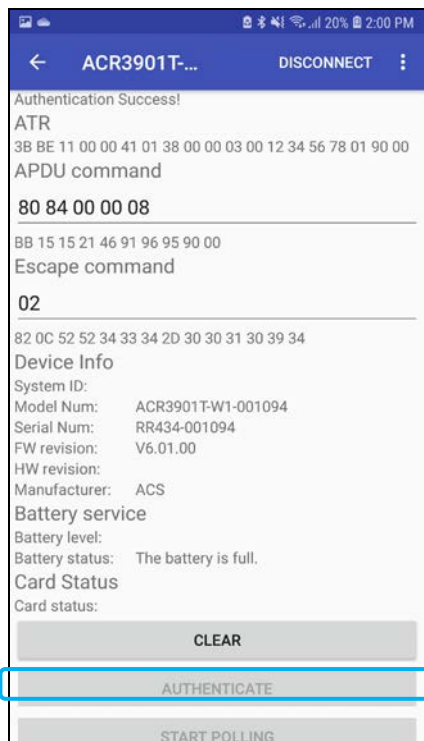 20% 2:00 PM
ACR3901T-... DISCONNECT
Authentication Success!
ATR
3B BE 11 00 00 41 01 38 00 00 03 00 12 34 56 78 01 90 00
APDU command
80 84 00 00 08
BB 15 15 21 46 91 96 95 90 00
Escape command
02
82 0C 52 52 34 33 34 2D 30 30 31 30 39 34
Device Info
System ID:
Model Num: ACR3901T-W1-001094
Serial Num: RR434-001094
FW revision: V6.01.00
HW revision:
Manufacturer: ACS
Battery service
Battery level:
Battery status: The battery is full.
Card Status
Card status:
CLEAR
AUTHENTICATE
START POLLING